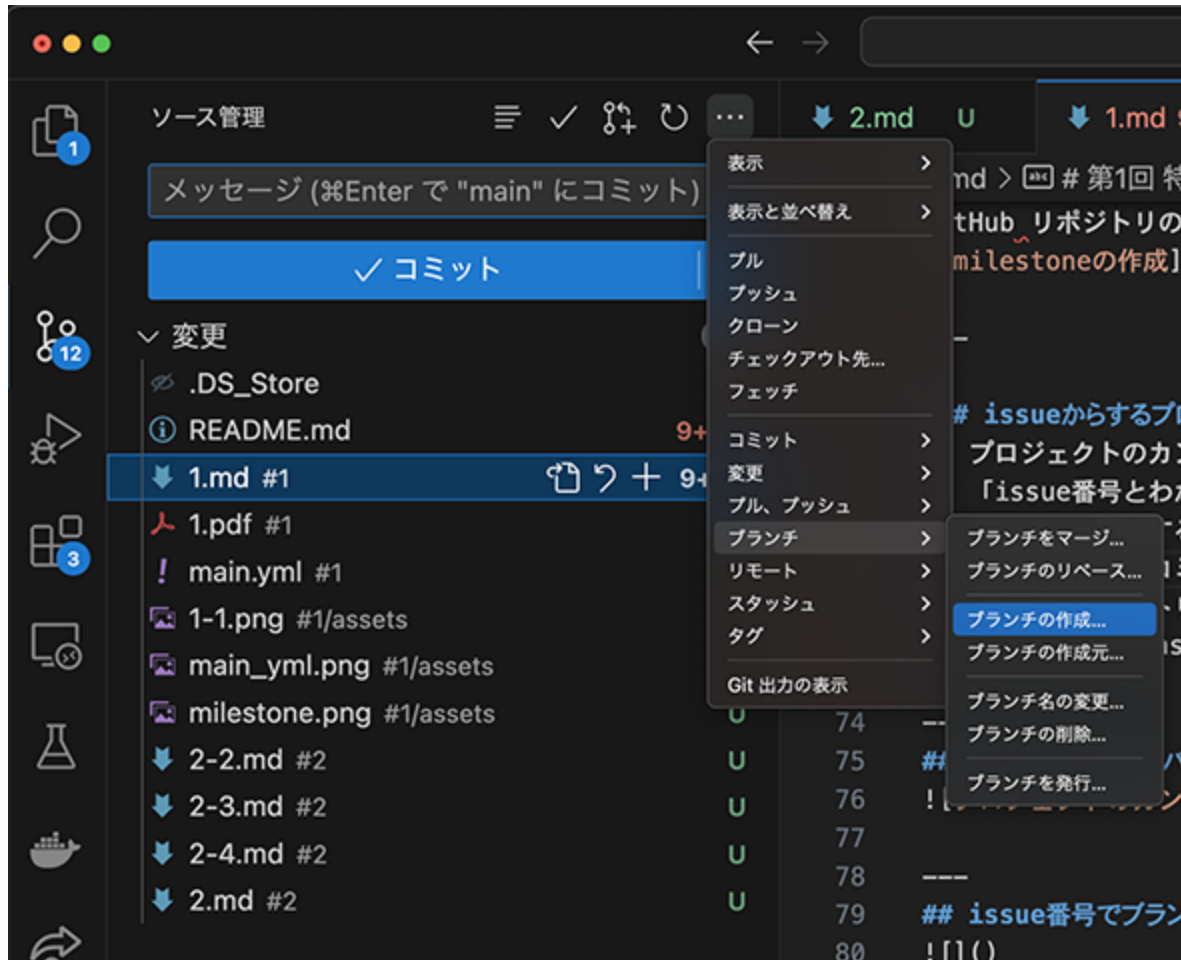 ソース管理
メッセージ (⌘Enter で "main" にコミット)
コミット
変更
.DS_Store
README.md 9+
1.md #1 9+
1.pdf #1
main.yml #1
1-1.png #1/assets
main_yml.png #1/assets
milestone.png #1/assets U
2-2.md #2 U
2-3.md #2 U
2-4.md #2 U
2.md #2 U
1
12
3
表示
表示と並べ替え
プル
プッシュ
クローン
チェックアウト先...
フェッチ
コミット
変更
プル、プッシュ
ブランチ
リモート
スタッシュ
タグ
Git 出力の表示
ブランチをマージ...
ブランチのリベース...
ブランチの作成...
ブランチの作成元...
ブランチ名の変更...
ブランチの削除...
ブランチを発行...
2.md U
1.md
md > # 第1回
tHub リポジトリの
milestoneの作成]
# issueからするプ
プロジェクトのカン
「issue番号とわか
74
75 ##
76 ![
77
78 ---
79 ## issue番号でブラン
80 ![]()